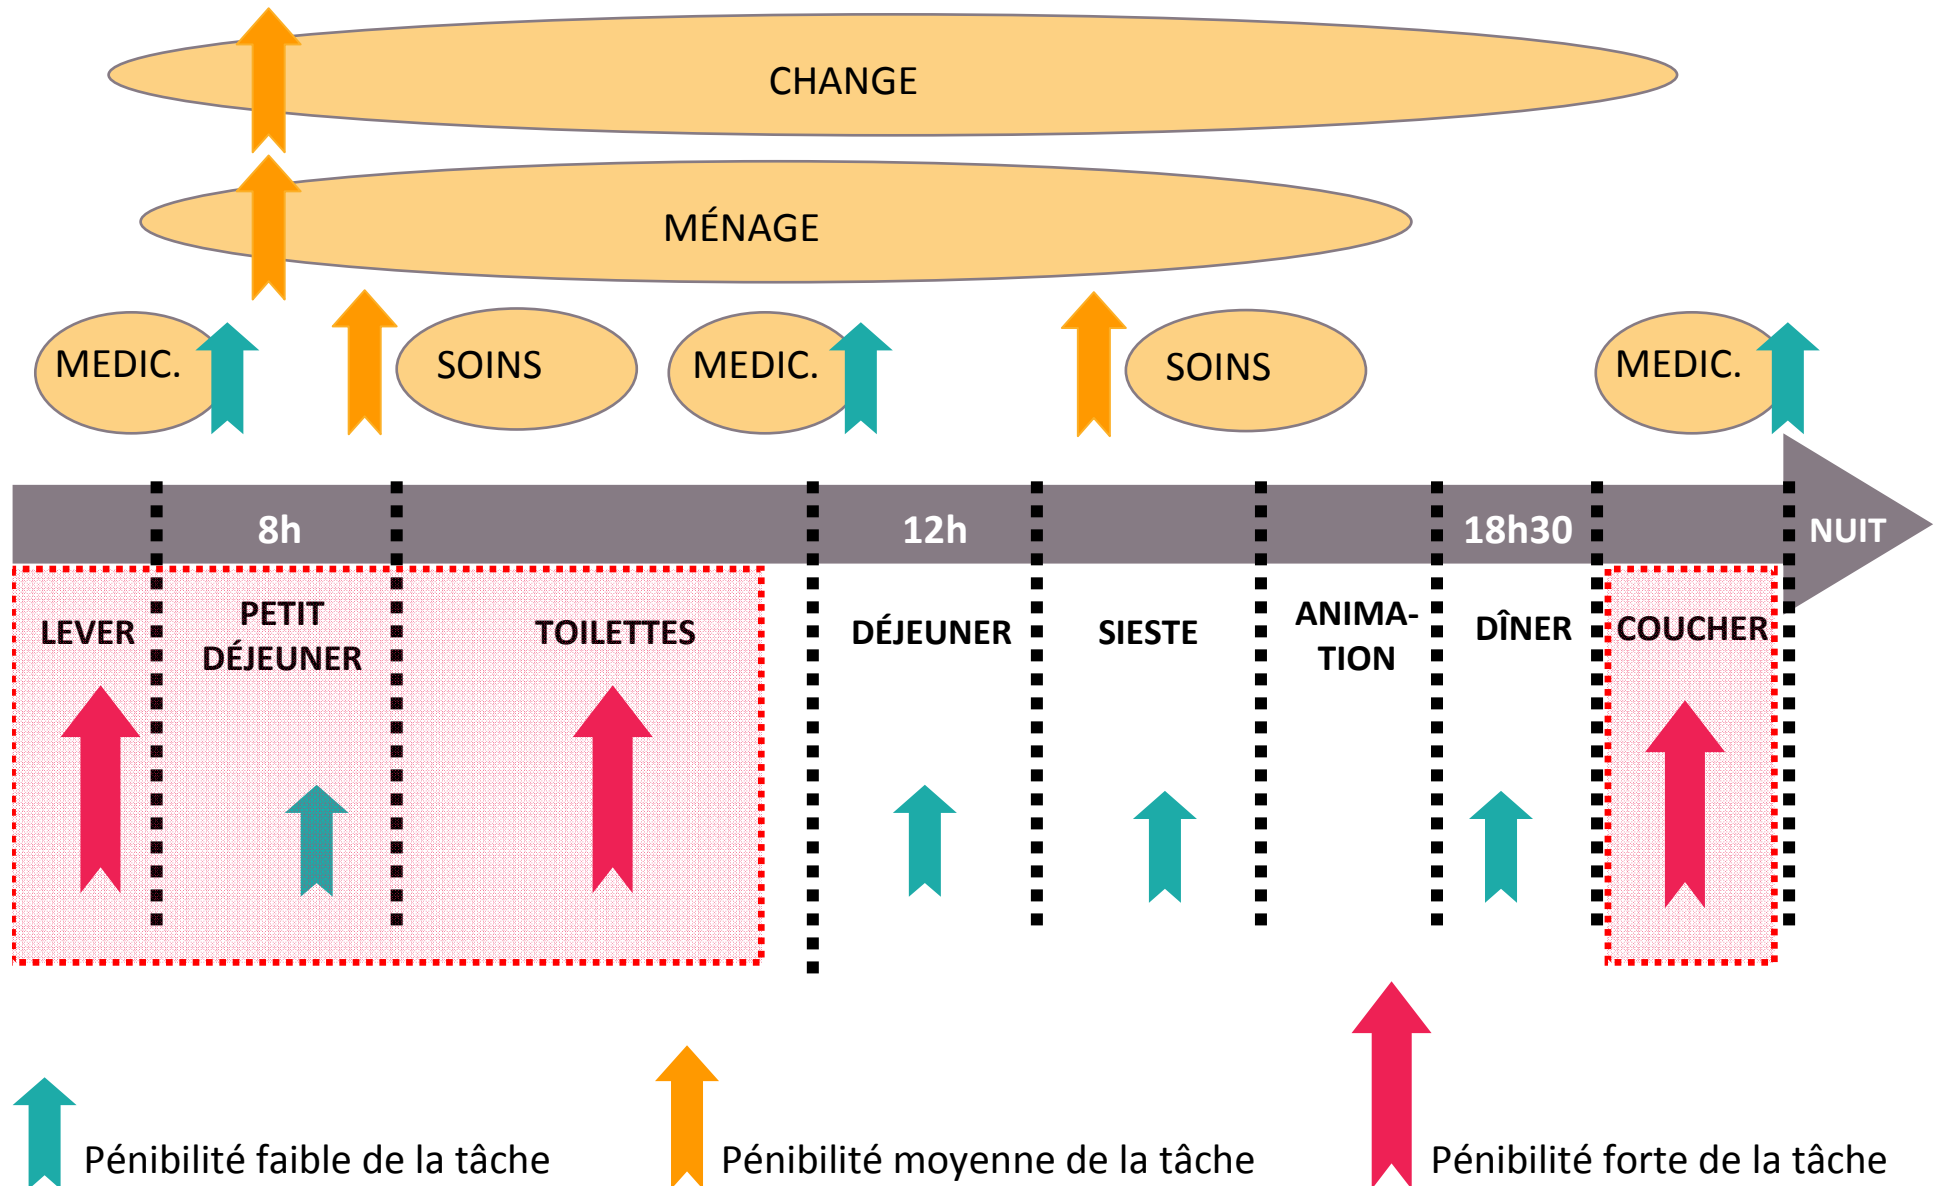 CHANGE
MÉNAGE
MEDIC.
SOINS
MEDIC.
SOINS
MEDIC.
8h
12h
18h30
NUIT
LEVER
PETIT
DÉJEUNER
TOILETTES
DÉJEUNER
SIESTE
ANIMA-
TION
DÎNER
COUCHER
Pénibilité faible de la tâche
Pénibilité moyenne de la tâche
Pénibilité forte de la tâche